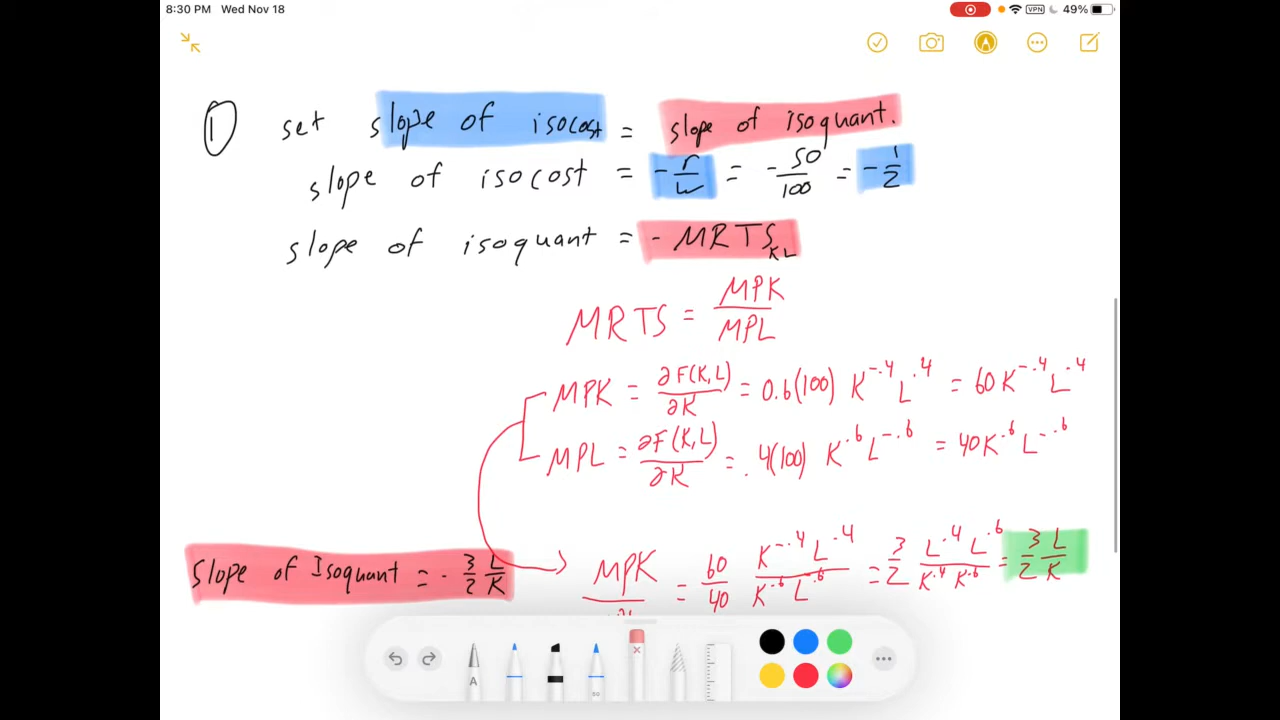 8:30 PM Wed Nov 18
VPN 49%
① set slope of isocost = slope of isoquant.
slope of isocost = - r/w = - 50/100 = - 1/2
slope of isoquant = - MRTS_KL
MRTS = MPK/MPL
MPK = ∂F(K,L)/∂K = 0.6(100) K^-.4 L^.4 = 60K^-.4 L^.4
MPL = ∂F(K,L)/∂K = .4(100) K^.6 L^-.6 = 40K^.6 L^-.6
Slope of Isoquant = - 3/2 L/K
MPK = 60/40 K^-.4 L^.4 / K^.6 L^-.6 = 3/2 L^.4 L^.6 / K^.4 K^.6 = 3/2 L/K
A